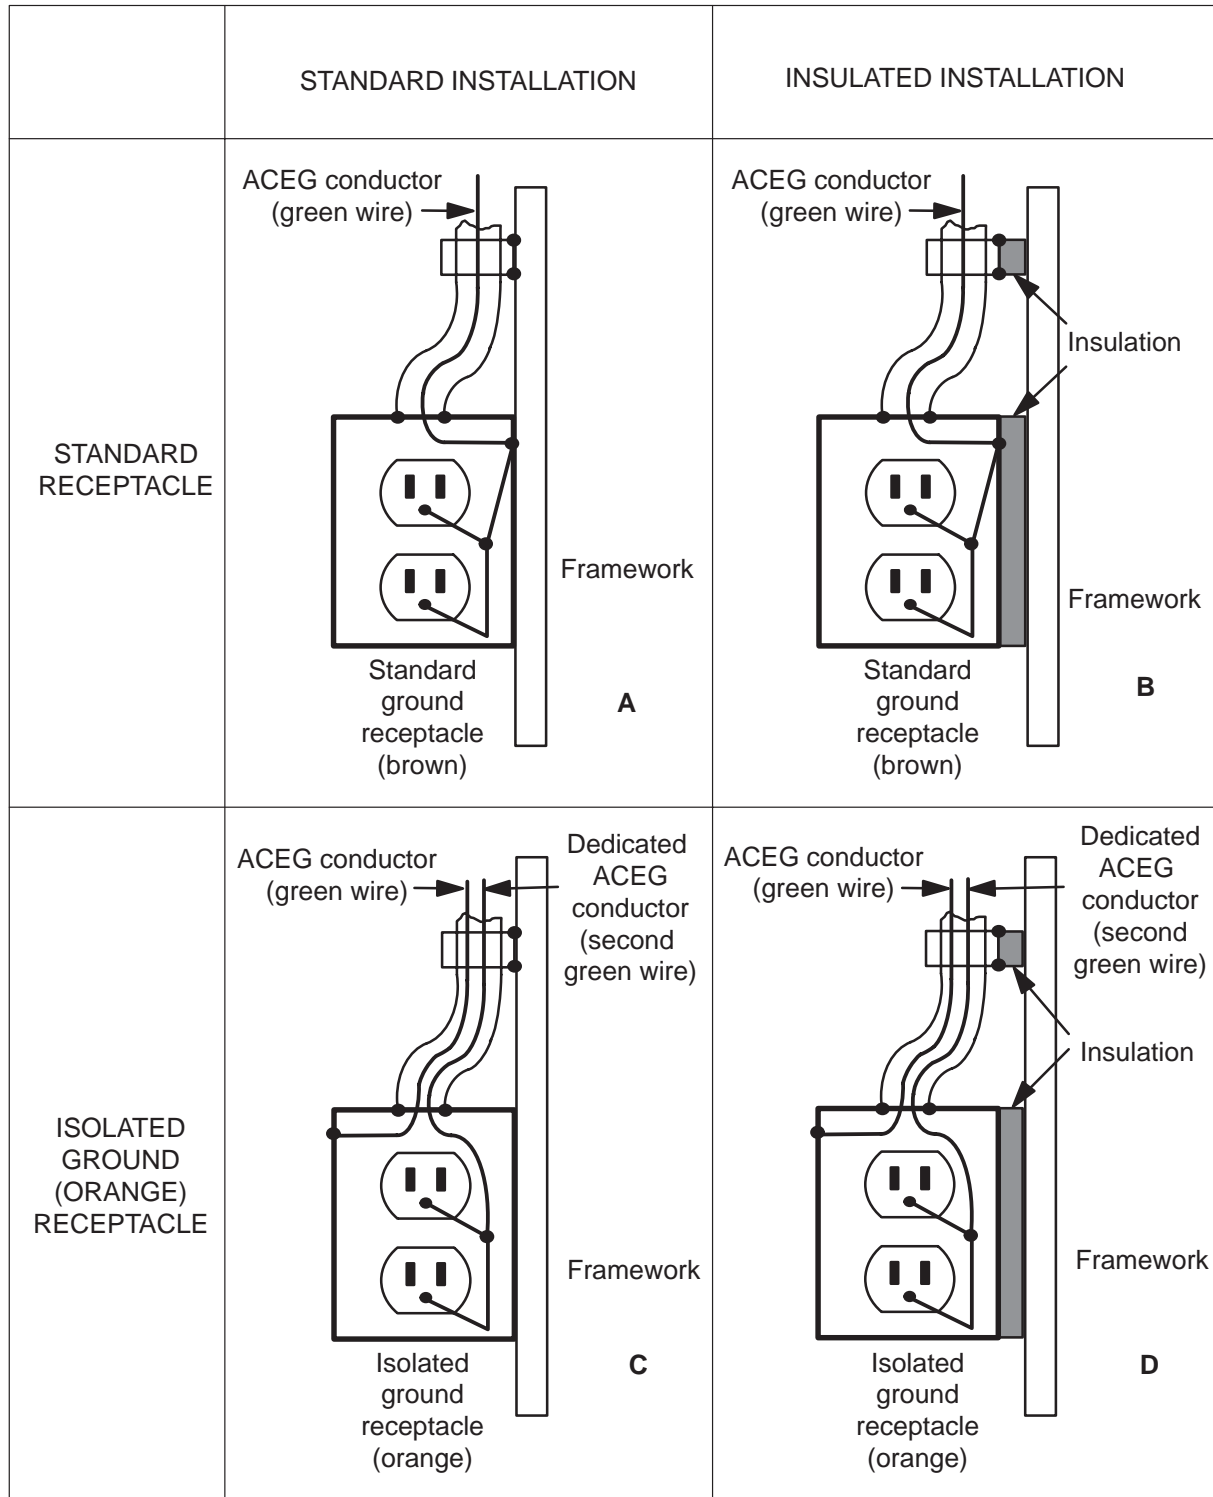 STANDARD INSTALLATION
INSULATED INSTALLATION
STANDARD
RECEPTACLE
ACEG conductor
(green wire)
Framework
Standard
ground
receptacle
(brown)
A
ACEG conductor
(green wire)
Insulation
Framework
Standard
ground
receptacle
(brown)
B
ISOLATED
GROUND
(ORANGE)
RECEPTACLE
ACEG conductor
(green wire)
Dedicated
ACEG
conductor
(second
green wire)
Framework
Isolated
ground
receptacle
(orange)
C
ACEG conductor
(green wire)
Dedicated
ACEG
conductor
(second
green wire)
Insulation
Framework
Isolated
ground
receptacle
(orange)
D